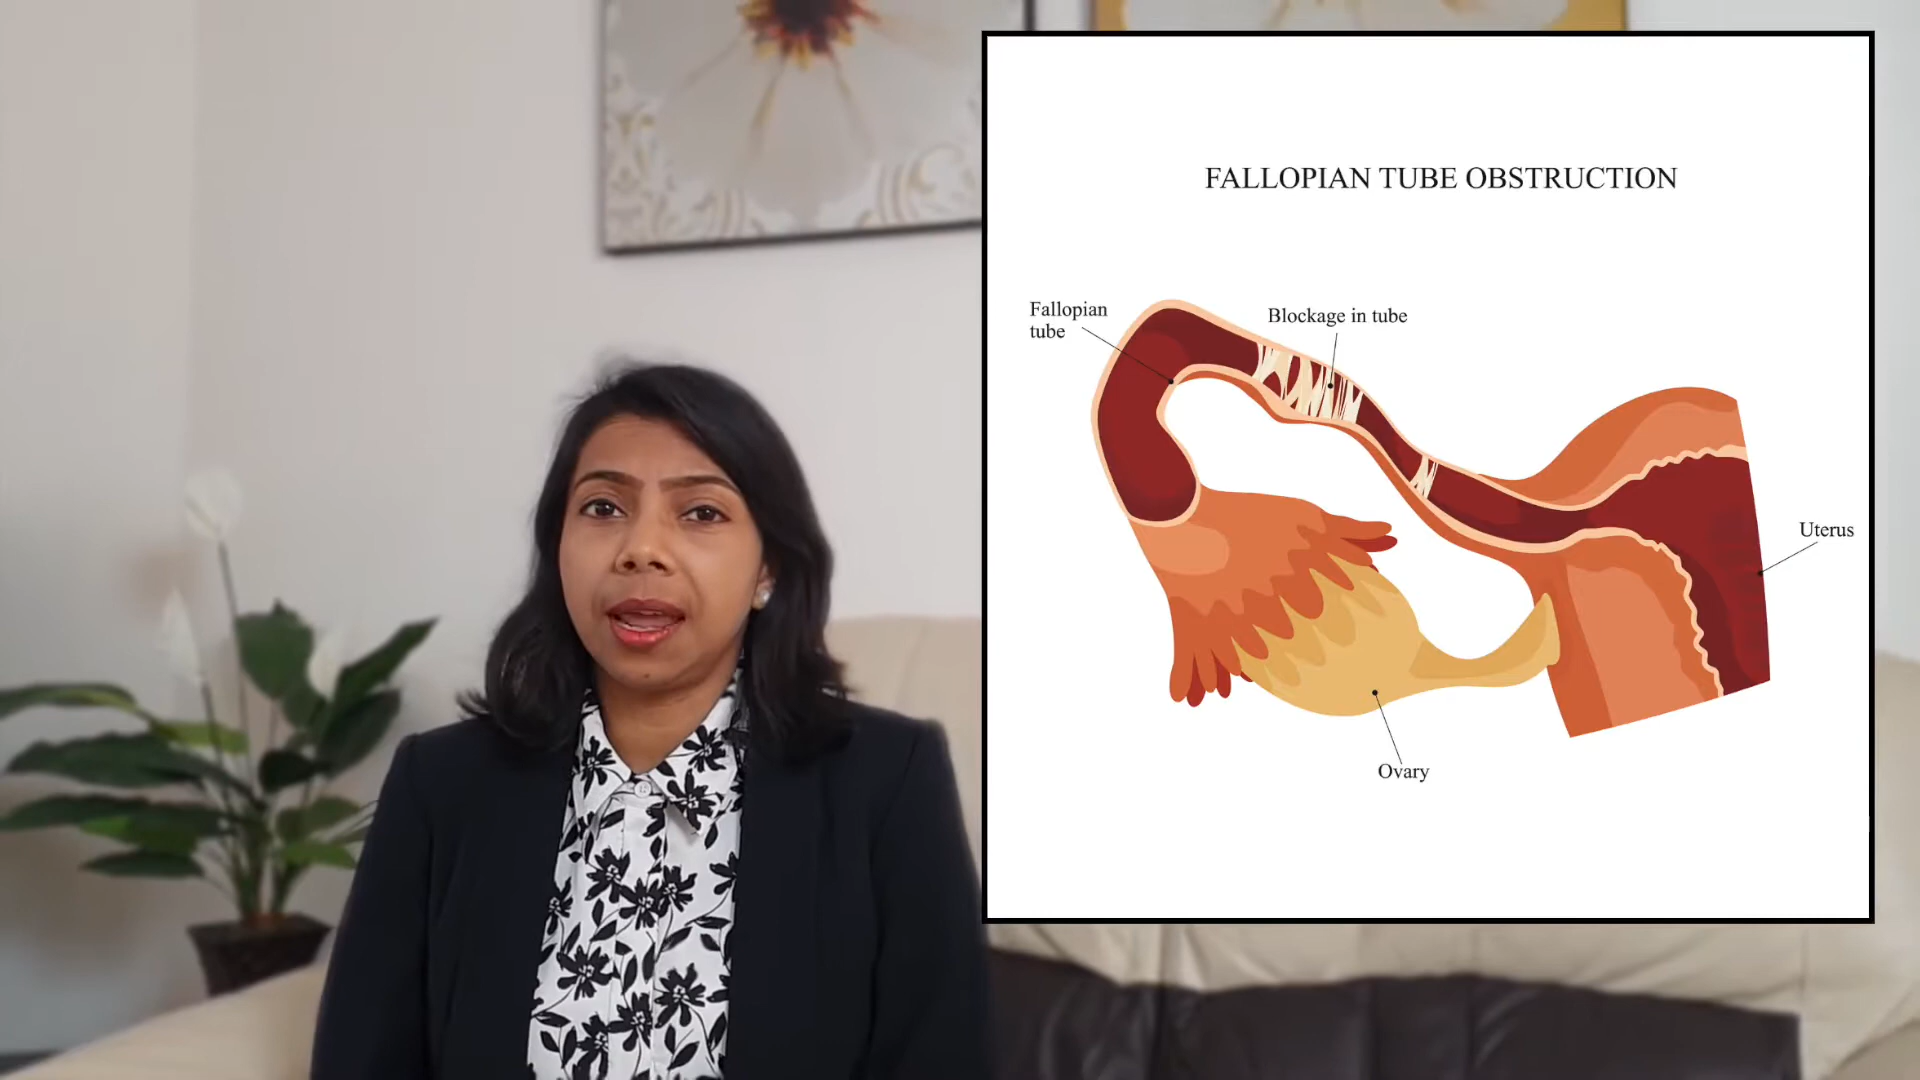 FALLOPIAN TUBE OBSTRUCTION
Fallopian
tube
Blockage in tube
Uterus
Ovary